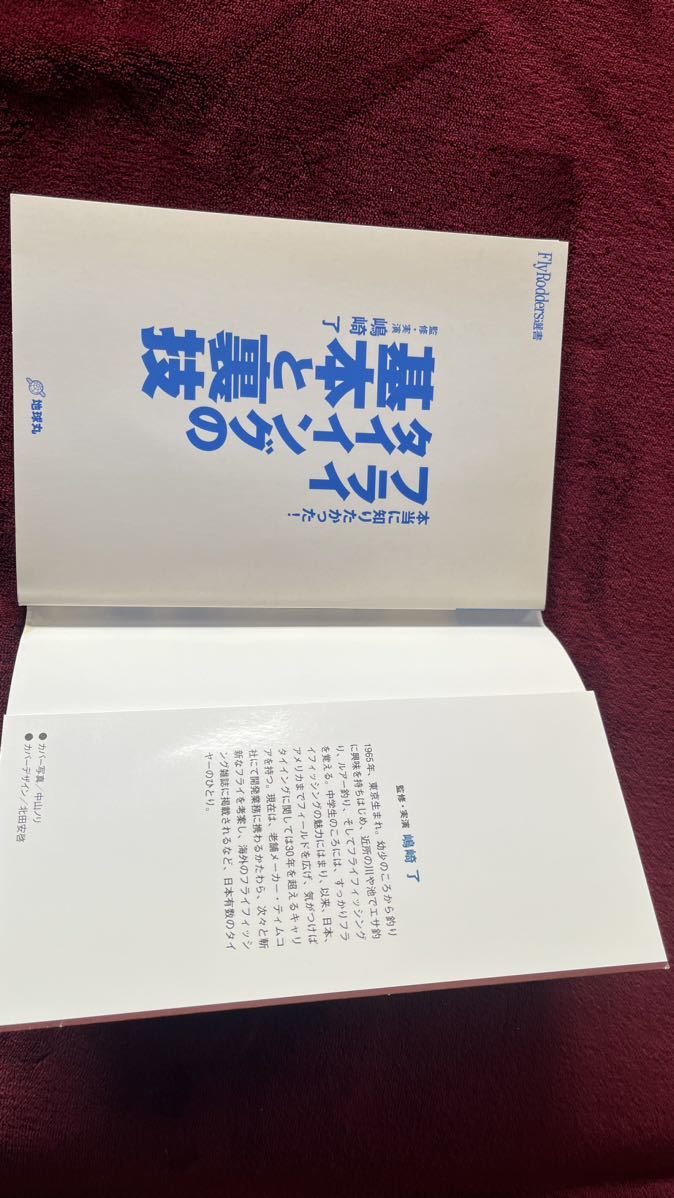 FlyRodders選書
本当に知りたかった！
フライ
タイイングの
基本と裏技
監修・実演
嶋崎 了
地球丸
監修・実演 嶋崎 了
1965年、東京生まれ。幼少のころから釣り
に興味を持ちはじめ、近所の川や池でエサ釣
り、ルアー釣り、そしてフライフィッシング
を覚える。中学生のころには、すっかりフラ
イフィッシングの魅力にはまり、以来、日本、
アメリカまでフィールドを広げ、気がつけば
タイイングに関しては30年を超えるキャリ
アを持つ。現在は、老舗メーカー・ティムコ
社にて開発業務に携わるかたわら、次々と斬
新なフライを考案し、海外のフライフィッシ
ング雑誌に掲載されるなど、日本有数のタイ
ヤーのひとり。
●カバー写真／中山ノリ
●カバーデザイン／北田安啓